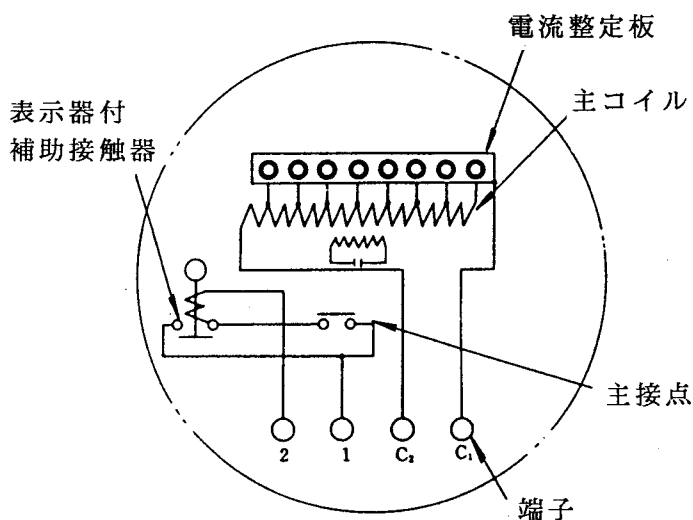 電流整定板
主コイル
表示器付
補助接触器
主接点
2 1 C₂ C₁
端子